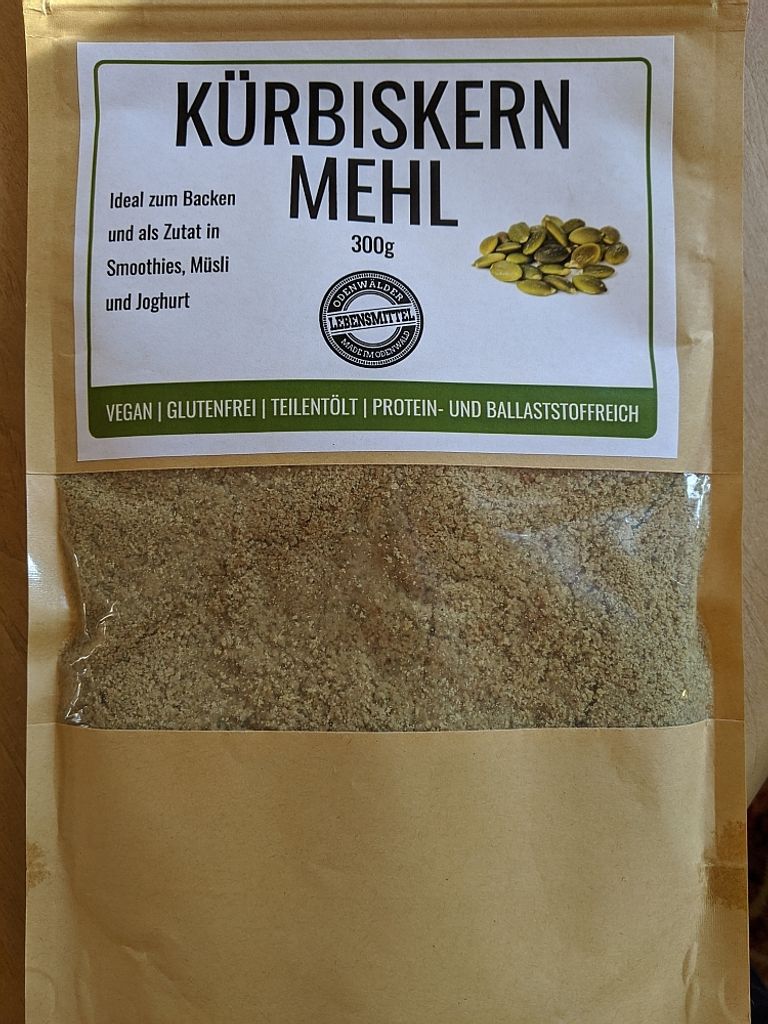 KÜRBISKERN
MEHL
300g
Ideal zum Backen
und als Zutat in
Smoothies, Müsli
und Joghurt
ODENWÄLDER
LEBENSMITTEL
MADE IM ODENWALD
VEGAN | GLUTENFREI | TEILENTÖLT | PROTEIN- UND BALLASTSTOFFREICH